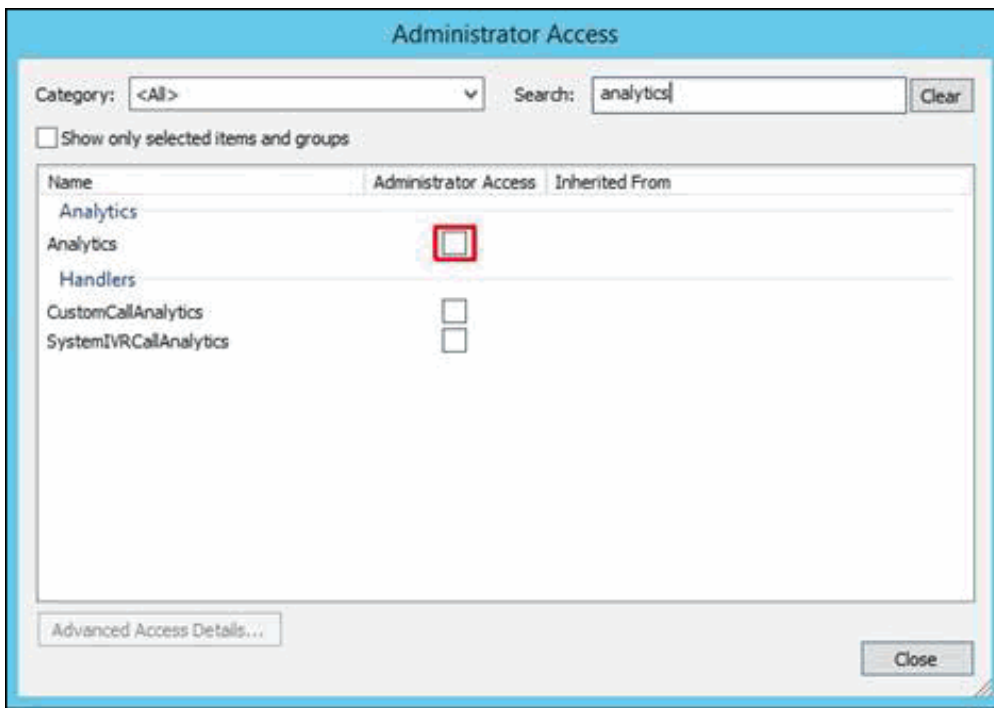 Administrator Access
Category: <All> Search: analytics Clear
Show only selected items and groups
Name Administrator Access Inherited From
Analytics
Analytics
Handlers
CustomCallAnalytics
SystemIVRCallAnalytics
Advanced Access Details...
Close